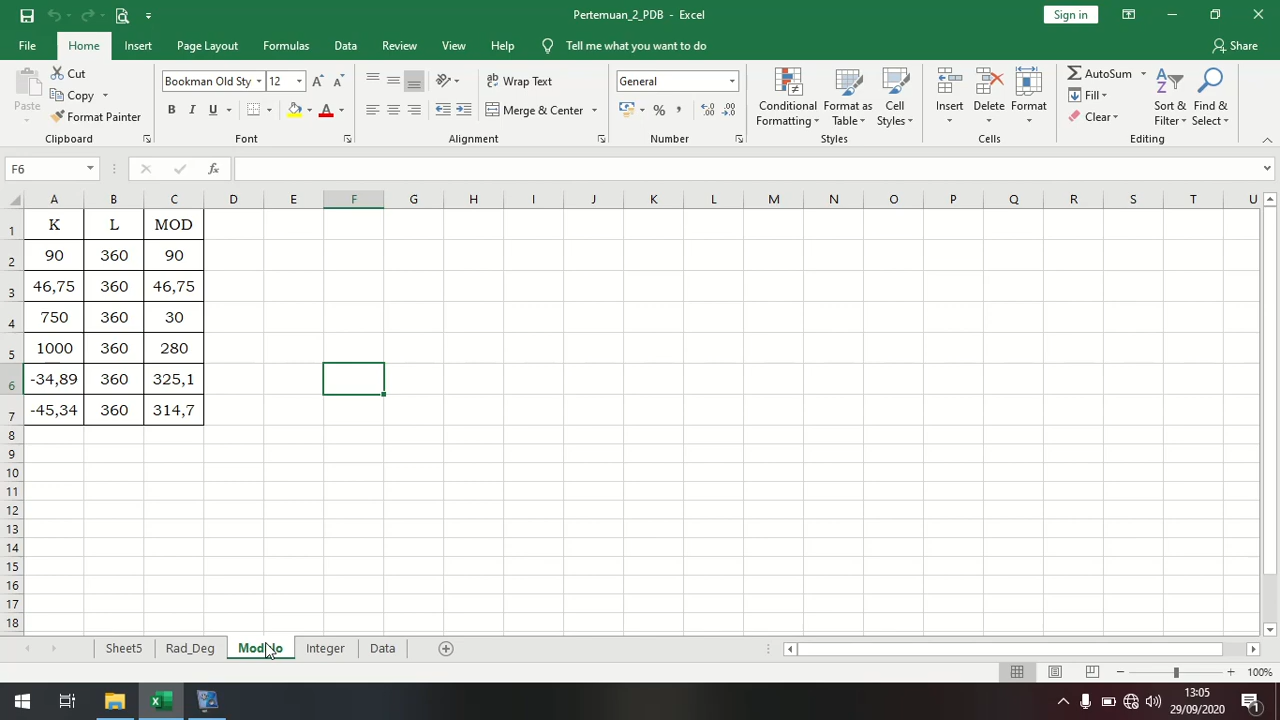 Pertemuan_2_PDB - Excel
Sign in
File Home Insert Page Layout Formulas Data Review View Help Tell me what you want to do Share
Paste Cut Copy Format Painter Clipboard
Bookman Old Sty 12 B I U A Font
Wrap Text Merge & Center Alignment
General % Number
Conditional Formatting Format as Table Cell Styles Styles
Insert Delete Format Cells
AutoSum Fill Clear Sort & Filter Find & Select Editing
F6 fx
A B C D E F G H I J K L M N O P Q R S T U
1 K L MOD
2 90 360 90
3 46,75 360 46,75
4 750 360 30
5 1000 360 280
6 -34,89 360 325,1
7 -45,34 360 314,7
8
9
10
11
12
13
14
15
16
17
18
Sheet5 Rad_Deg Integer Data
100%
13:05
29/09/2020
1